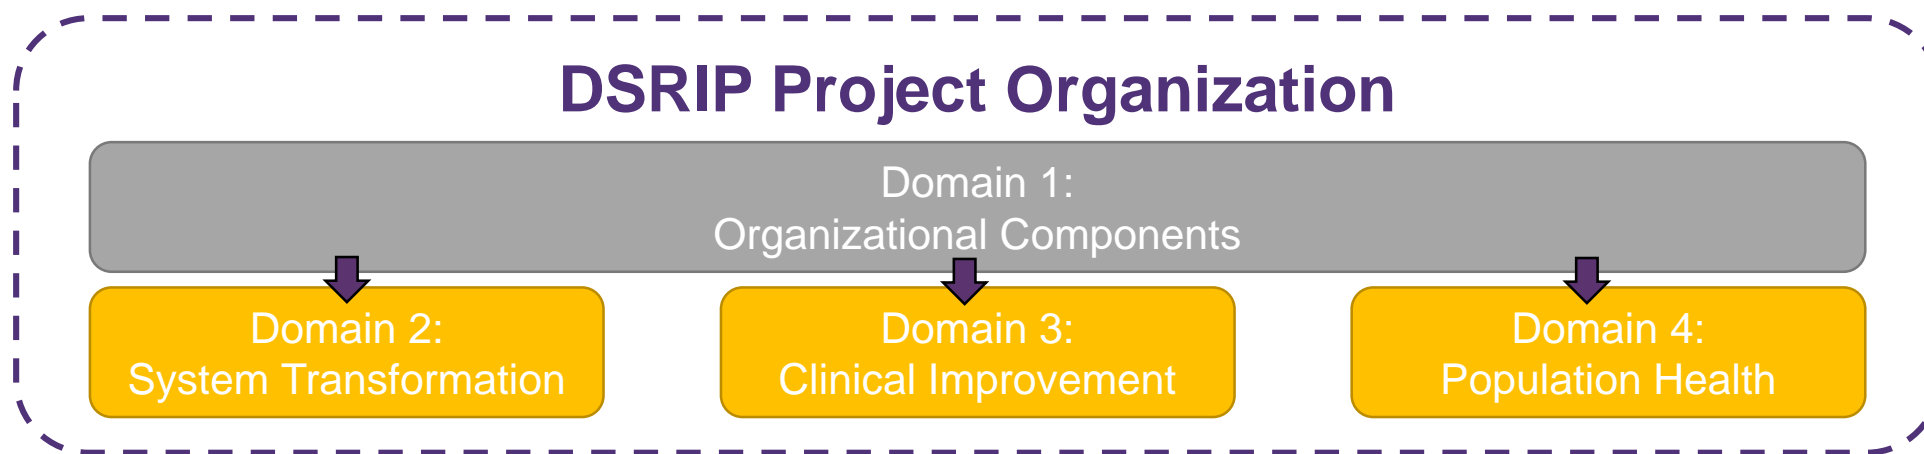 DSRIP Project Organization
Domain 1:
Organizational Components
Domain 2:
System Transformation
Domain 3:
Clinical Improvement
Domain 4:
Population Health